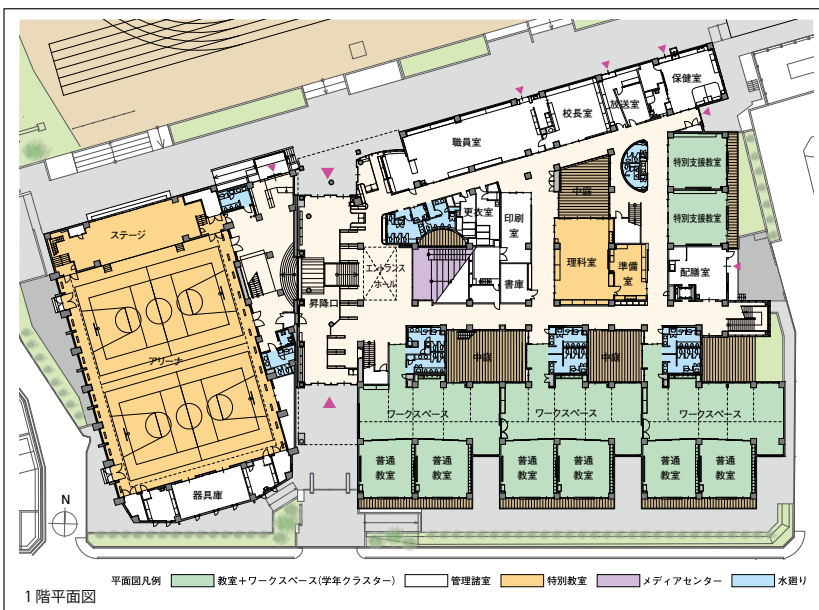 保健室
放送室
校長室
職員室
特別支援教室
中庭
更衣室
印刷
室
特別支援教室
ステージ
理科室
準備
室
配膳室
エントランス
ホール
書庫
昇降口
アリーナ
中庭
中庭
ワークスペース
ワークスペース
ワークスペース
普通
教室
普通
教室
普通
教室
普通
教室
普通
教室
普通
教室
器具庫
N
平面図凡例
教室+ワークスペース(学年クラスター)
管理諸室
特別教室
メディアセンター
水廻り
1階平面図